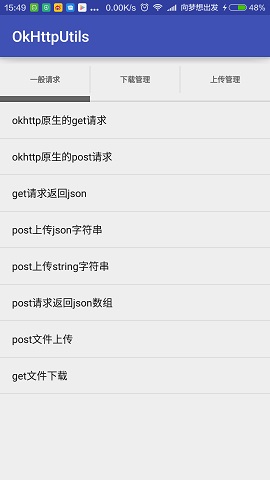 15:49 ... 0.00K/s 向梦想出发 48%
OkHttpUtils
一般请求 下载管理 上传管理
okhttp原生的get请求
okhttp原生的post请求
get请求返回json
post上传json字符串
post上传string字符串
post请求返回json数组
post文件上传
get文件下载